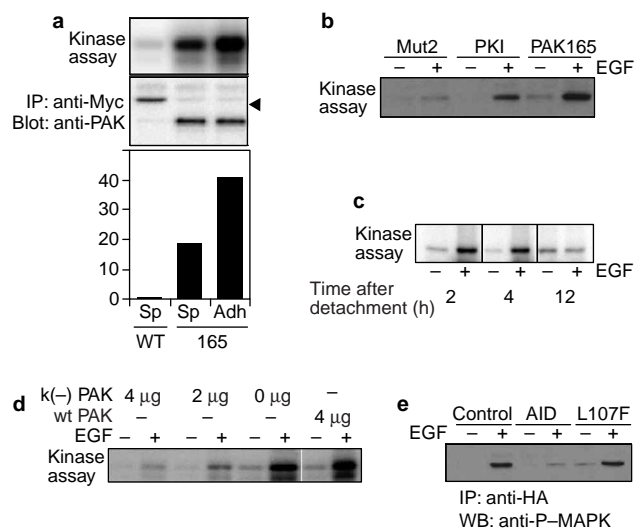 a
Kinase
assay
IP: anti-Myc
Blot: anti-PAK
40
30
20
10
0
Sp Sp Adh
WT 165
b
Mut2 PKI PAK165
– + – + – + EGF
Kinase
assay
c
Kinase
assay
– + – + – + EGF
Time after
detachment (h)
2 4 12
d
k(–) PAK 4 µg 2 µg 0 µg –
wt PAK – – – 4 µg
EGF – + – + – + – +
Kinase
assay
e
Control AID L107F
EGF – + – + – +
IP: anti-HA
WB: anti-P–MAPK